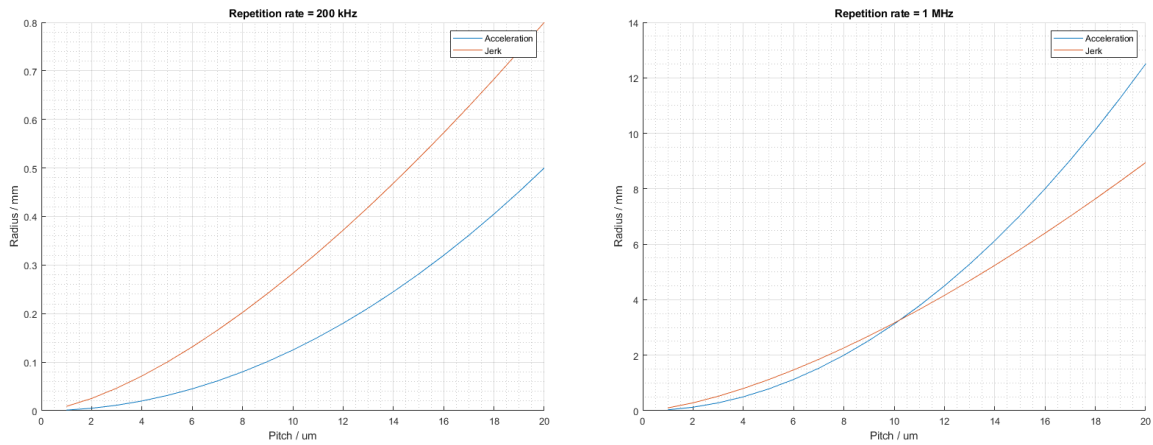 Repetition rate = 200 kHz
0.8
0.7
0.6
0.5
0.4
0.3
0.2
0.1
0
Radius / mm
Acceleration
Jerk
0 2 4 6 8 10 12 14 16 18 20
Pitch / um
Repetition rate = 1 MHz
14
12
10
8
6
4
2
0
Radius / mm
Acceleration
Jerk
0 2 4 6 8 10 12 14 16 18 20
Pitch / um